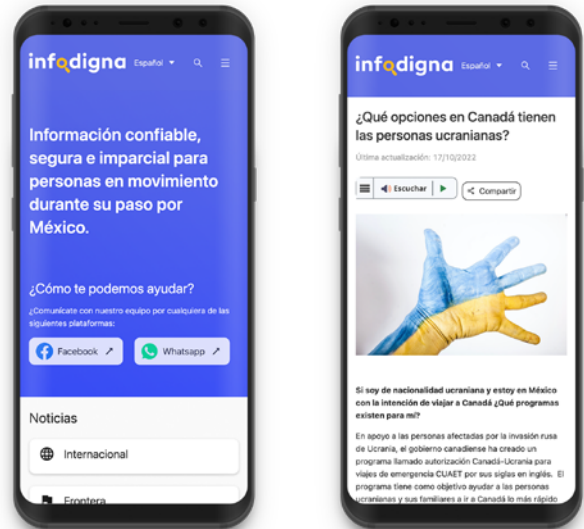 infodigna Español
Información confiable,
segura e imparcial para
personas en movimiento
durante su paso por
México.
¿Cómo te podemos ayudar?
¿Comunícate con nuestro equipo por cualquiera de las
siguientes plataformas:
Facebook ↗ Whatsapp ↗
Noticias
Internacional
Frontera
infodigna Español
¿Qué opciones en Canadá tienen
las personas ucranianas?
Última actualización: 17/10/2022
Escuchar Compartir
Si soy de nacionalidad ucraniana y estoy en México
con la intención de viajar a Canadá ¿Qué programas
existen para mí?
En apoyo a las personas afectadas por la invasión rusa
de Ucrania, el gobierno canadiense ha creado un
programa llamado autorización Canadá-Ucrania para
viajes de emergencia CUAET por sus siglas en inglés. El
programa tiene como objetivo ayudar a las personas
ucranianas y sus familiares a ir a Canadá lo más rápido